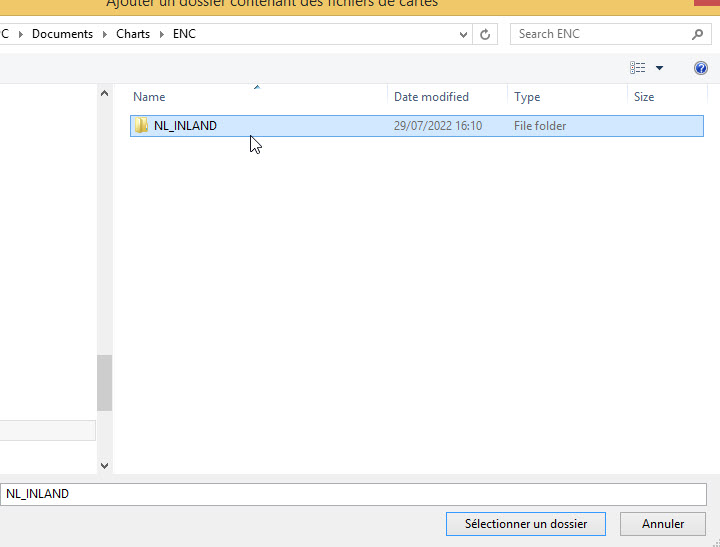 Ajouter un dossier contenant des fichiers de cartes
C Documents Charts ENC Search ENC
Name Date modified Type Size
NL_INLAND 29/07/2022 16:10 File folder
NL_INLAND
Sélectionner un dossier Annuler